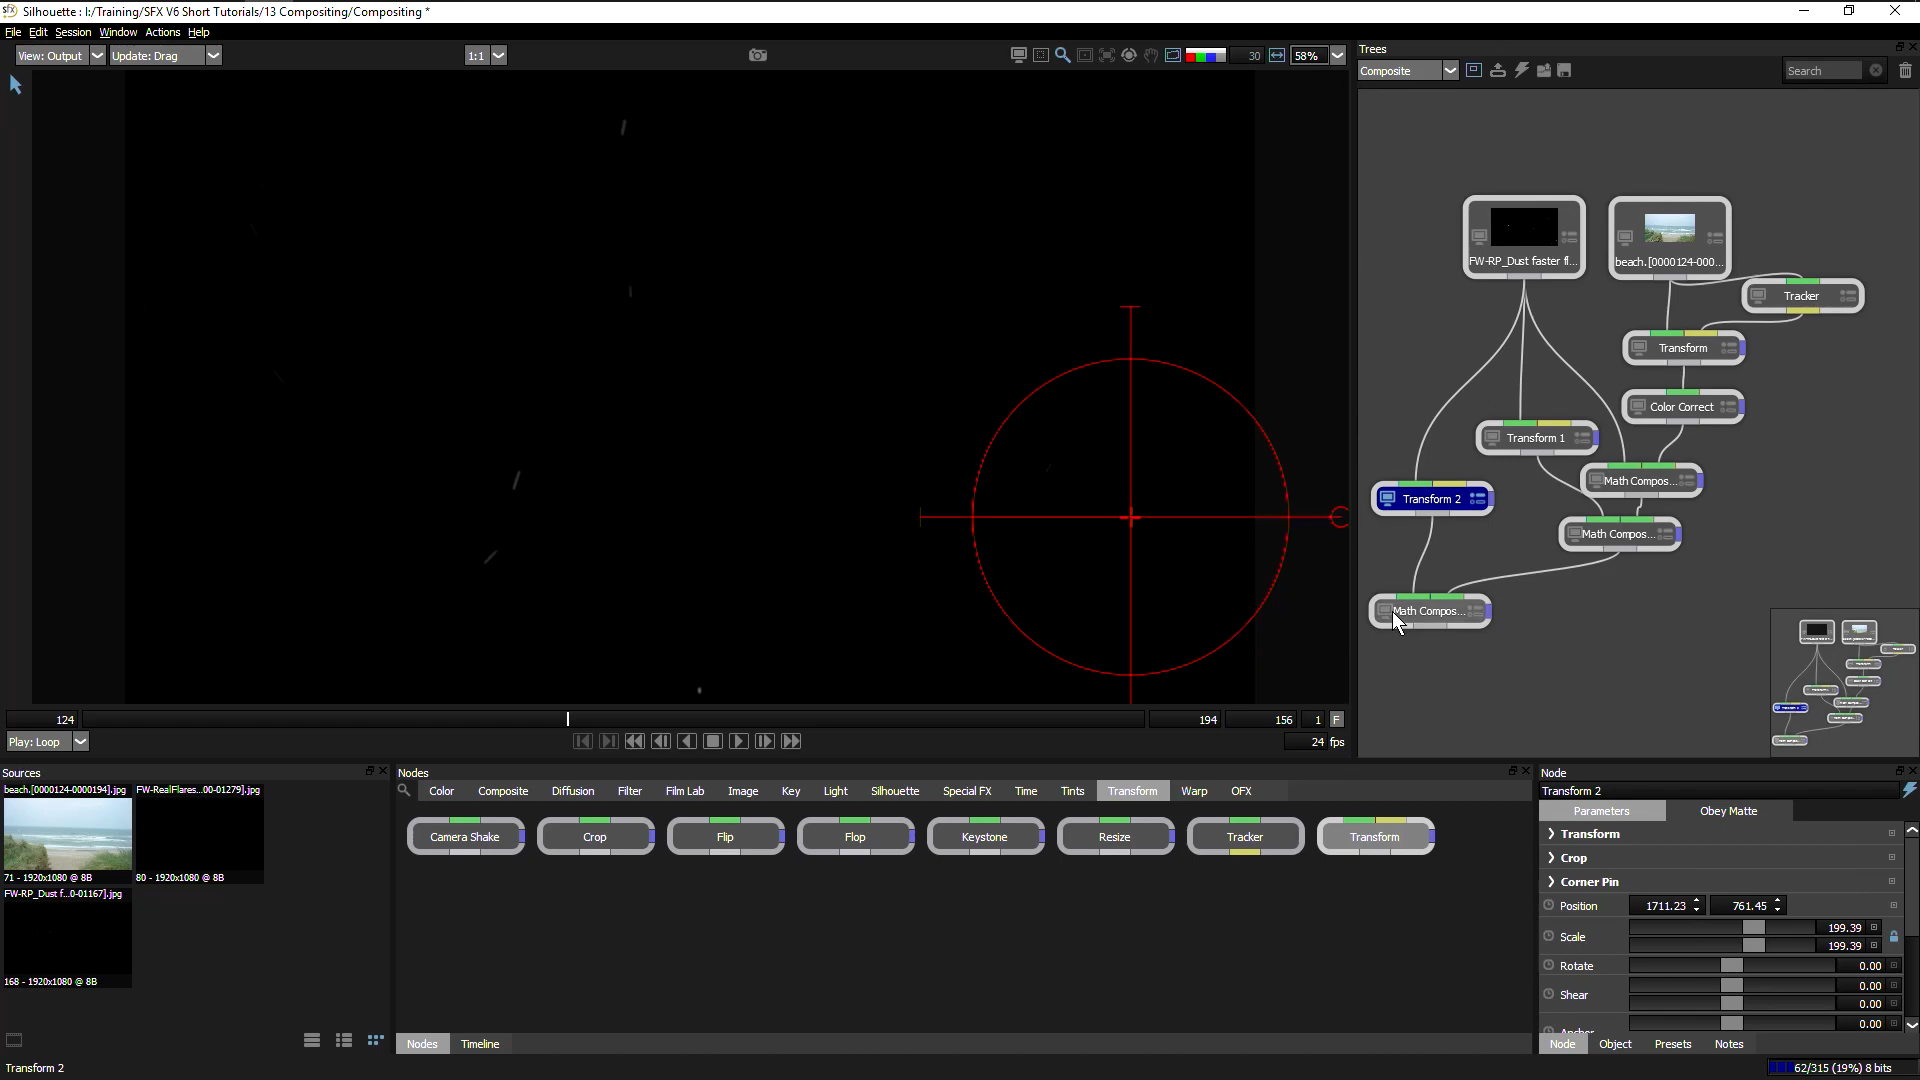 Silhouette : I:/Training/SFX V6 Short Tutorials/13 Compositing/Compositing *
File Edit Session Window Actions Help
View: Output Update: Drag 1:1 30 58%
Trees
Composite Search
FW-RP_Dust faster fl...
beach.[0000124-000...
Tracker
Transform
Color Correct
Transform 1
Math Compos...
Transform 2
Math Compos...
Math Compos...
124 194 156 1 F
Play: Loop 24 fps
Sources
beach.[0000124-0000194].jpg FW-RealFlares...00-01279].jpg
71 - 1920x1080 @ 8B 80 - 1920x1080 @ 8B
FW-RP_Dust f...0-01167].jpg
168 - 1920x1080 @ 8B
Nodes
Color Composite Diffusion Filter Film Lab Image Key Light Silhouette Special FX Time Tints Transform Warp OFX
Camera Shake Crop Flip Flop Keystone Resize Tracker Transform
Nodes Timeline
Node
Transform 2
Parameters Obey Matte
Transform
Crop
Corner Pin
Position 1711.23 761.45
Scale 199.39
199.39
Rotate 0.00
Shear 0.00
0.00
Anchor 0.00
Node Object Presets Notes
Transform 2 62/315 (19%) 8 bits